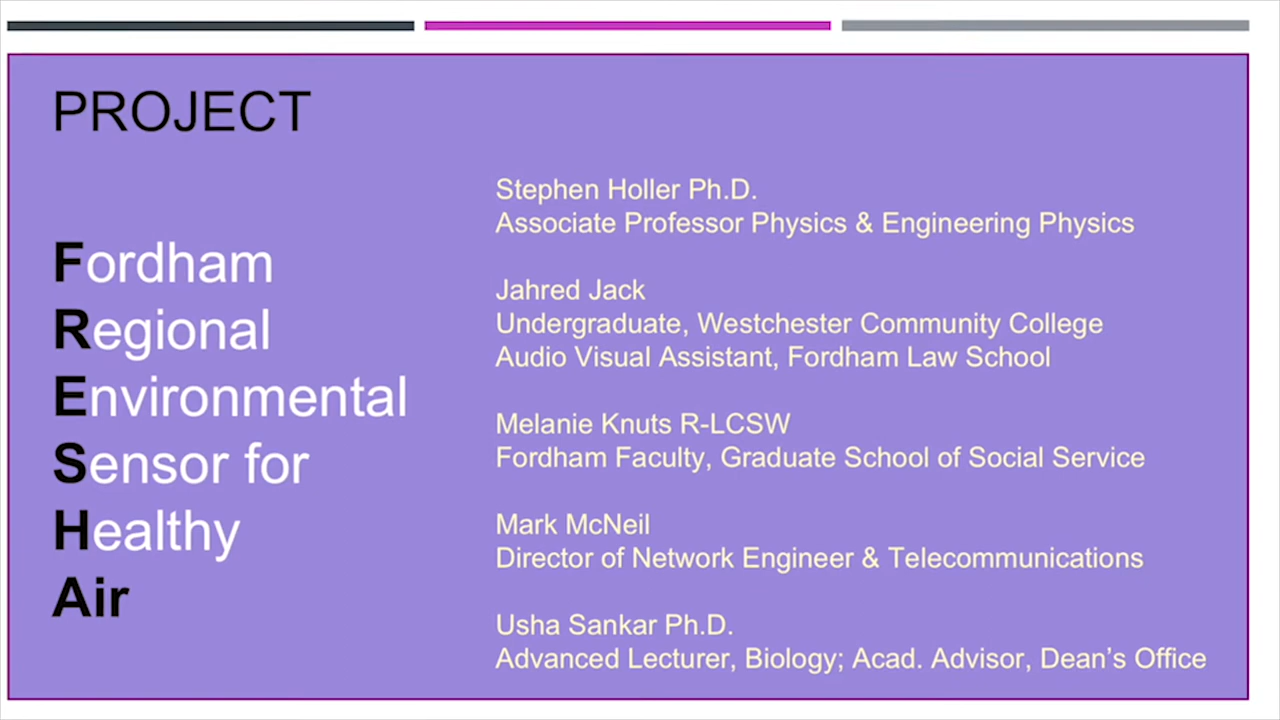 PROJECT
Fordham
Regional
Environmental
Sensor for
Healthy
Air
Stephen Holler Ph.D.
Associate Professor Physics & Engineering Physics
Jahred Jack
Undergraduate, Westchester Community College
Audio Visual Assistant, Fordham Law School
Melanie Knuts R-LCSW
Fordham Faculty, Graduate School of Social Service
Mark McNeil
Director of Network Engineer & Telecommunications
Usha Sankar Ph.D.
Advanced Lecturer, Biology; Acad. Advisor, Dean’s Office